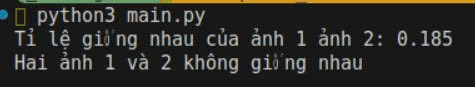 python3 main.py
Tỉ lệ giống nhau của ảnh 1 ảnh 2: 0.185
Hai ảnh 1 và 2 không giống nhau